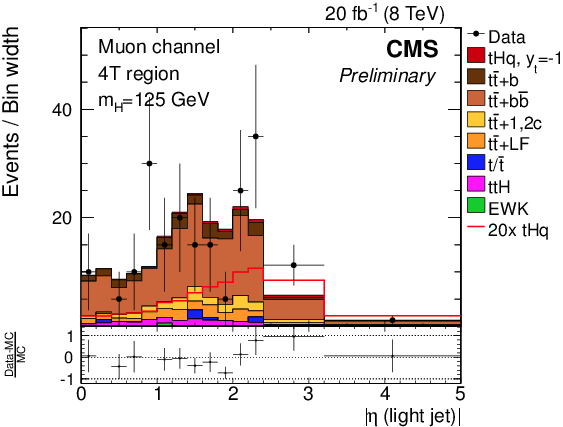 20 fb⁻¹ (8 TeV)
Muon channel
4T region
m_H=125 GeV
CMS
Preliminary
Events / Bin width
40
20
Data
tHq, y_t=-1
tt̄+b
tt̄+bb̄
tt̄+1,2c
tt̄+LF
t/t̄
ttH
EWK
20x tHq
Data-MC
MC
1
0
-1
0 1 2 3 4 5
|η (light jet)|